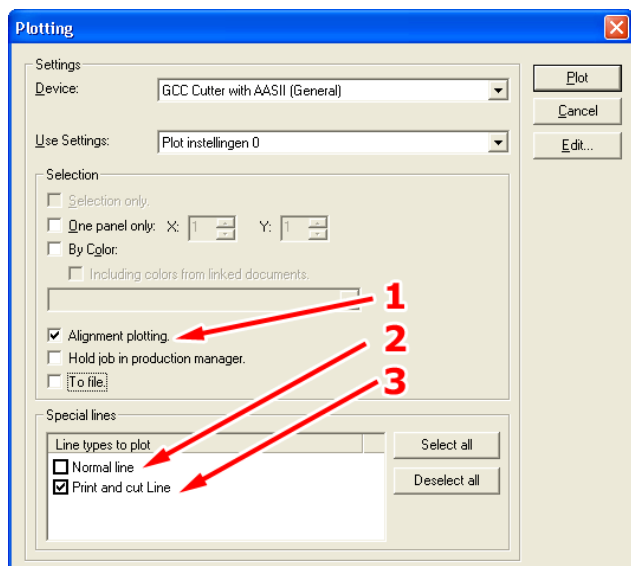 Plotting
Settings
Device: GCC Cutter with AASII (General)
Plot
Cancel
Use Settings: Plot instellingen 0
Edit...
Selection
Selection only.
One panel only: X: 1 Y: 1
By Color:
Including colors from linked documents.
1
Alignment plotting.
2
Hold job in production manager.
3
To file.
Special lines
Line types to plot
Select all
Normal line
Print and cut Line
Deselect all